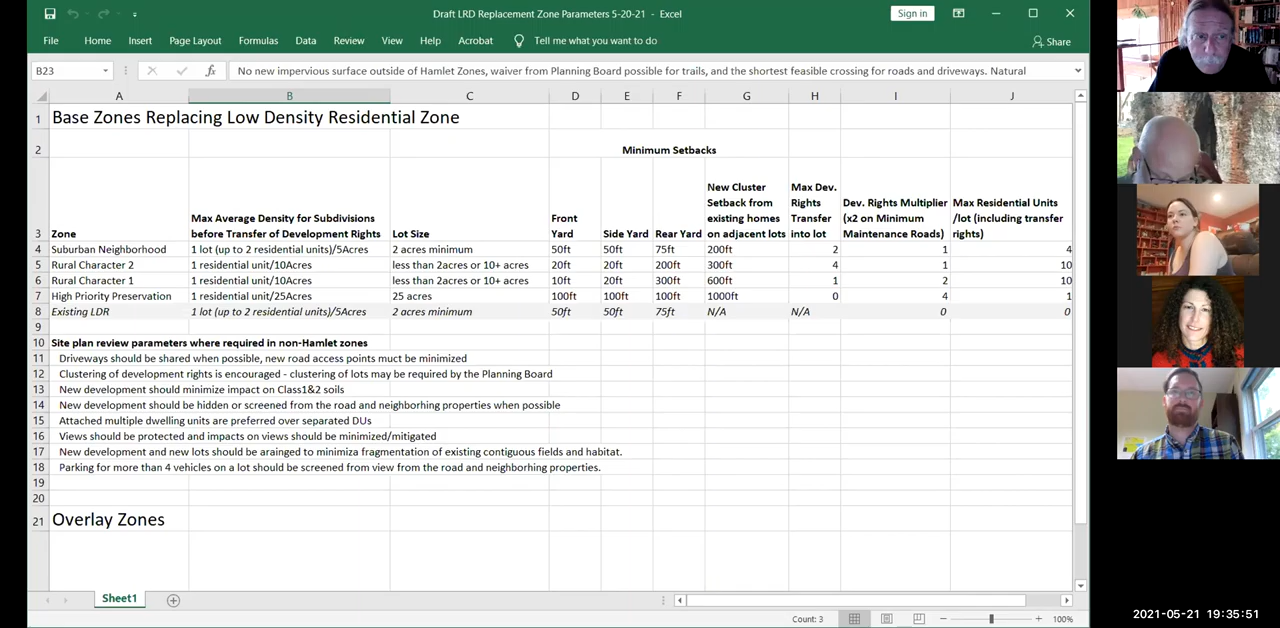 Draft LRD Replacement Zone Parameters 5-20-21 - Excel
Sign in
File Home Insert Page Layout Formulas Data Review View Help Acrobat Tell me what you want to do Share
B23 fx No new impervious surface outside of Hamlet Zones, waiver from Planning Board possible for trails, and the shortest feasible crossing for roads and driveways. Natural
A B C D E F G H I J
1 Base Zones Replacing Low Density Residential Zone
2 Minimum Setbacks
3 Zone
Max Average Density for Subdivisions
before Transfer of Development Rights
Lot Size
Front
Yard
Side Yard
Rear Yard
New Cluster
Setback from
existing homes
on adjacent lots
Max Dev.
Rights
Transfer
into lot
Dev. Rights Multiplier
(x2 on Minimum
Maintenance Roads)
Max Residential Units
/lot (including transfer
rights)
4 Suburban Neighborhood 1 lot (up to 2 residential units)/5Acres 2 acres minimum 50ft 50ft 75ft 200ft 2 1 4
5 Rural Character 2 1 residential unit/10Acres less than 2acres or 10+ acres 20ft 20ft 200ft 300ft 4 1 10
6 Rural Character 1 1 residential unit/10Acres less than 2acres or 10+ acres 10ft 20ft 300ft 600ft 1 2 10
7 High Priority Preservation 1 residential unit/25Acres 25 acres 100ft 100ft 100ft 1000ft 0 4 1
8 Existing LDR 1 lot (up to 2 residential units)/5Acres 2 acres minimum 50ft 50ft 75ft N/A N/A 0 0
9
10 Site plan review parameters where required in non-Hamlet zones
11 Driveways should be shared when possible, new road access points muct be minimized
12 Clustering of development rights is encouraged - clustering of lots may be required by the Planning Board
13 New development should minimize impact on Class1&2 soils
14 New development should be hidden or screened from the road and neighborhing properties when possible
15 Attached multiple dwelling units are preferred over separated DUs
16 Views should be protected and impacts on views should be minimized/mitigated
17 New development and new lots should be arainged to minimiza fragmentation of existing contiguous fields and habitat.
18 Parking for more than 4 vehicles on a lot should be screened from view from the road and neighborhing properties.
19
20
21 Overlay Zones
Sheet1
Count: 3 100%
2021-05-21 19:35:51